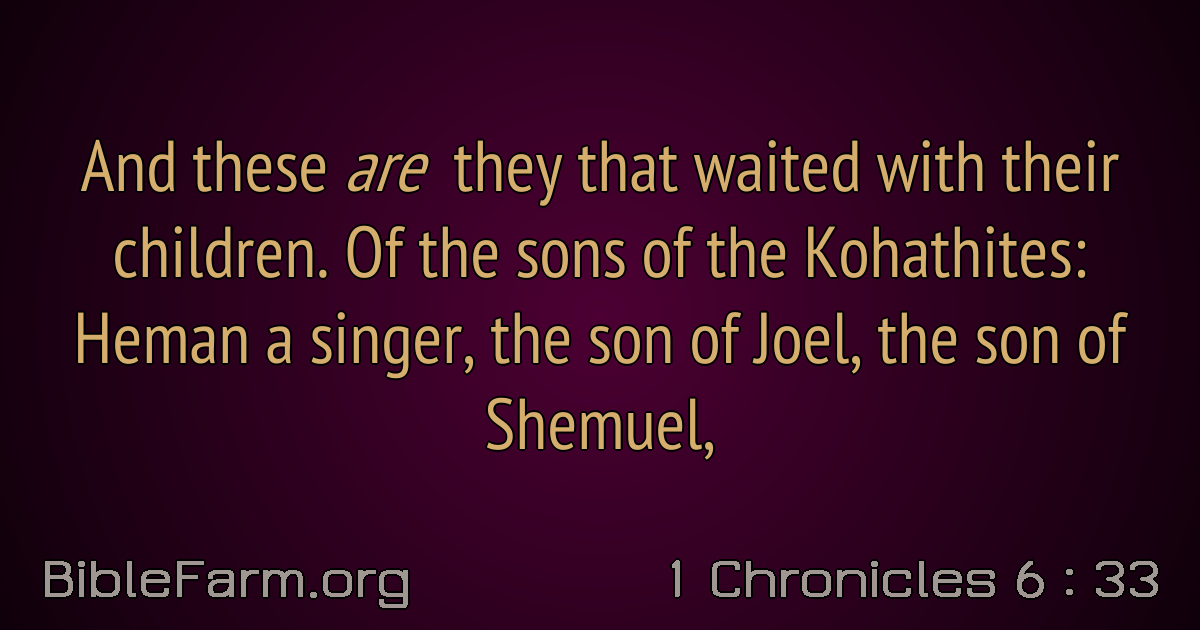 And these are they that waited with their
children. Of the sons of the Kohathites:
Heman a singer, the son of Joel, the son of
Shemuel,
BibleFarm.org
1 Chronicles 6 : 33